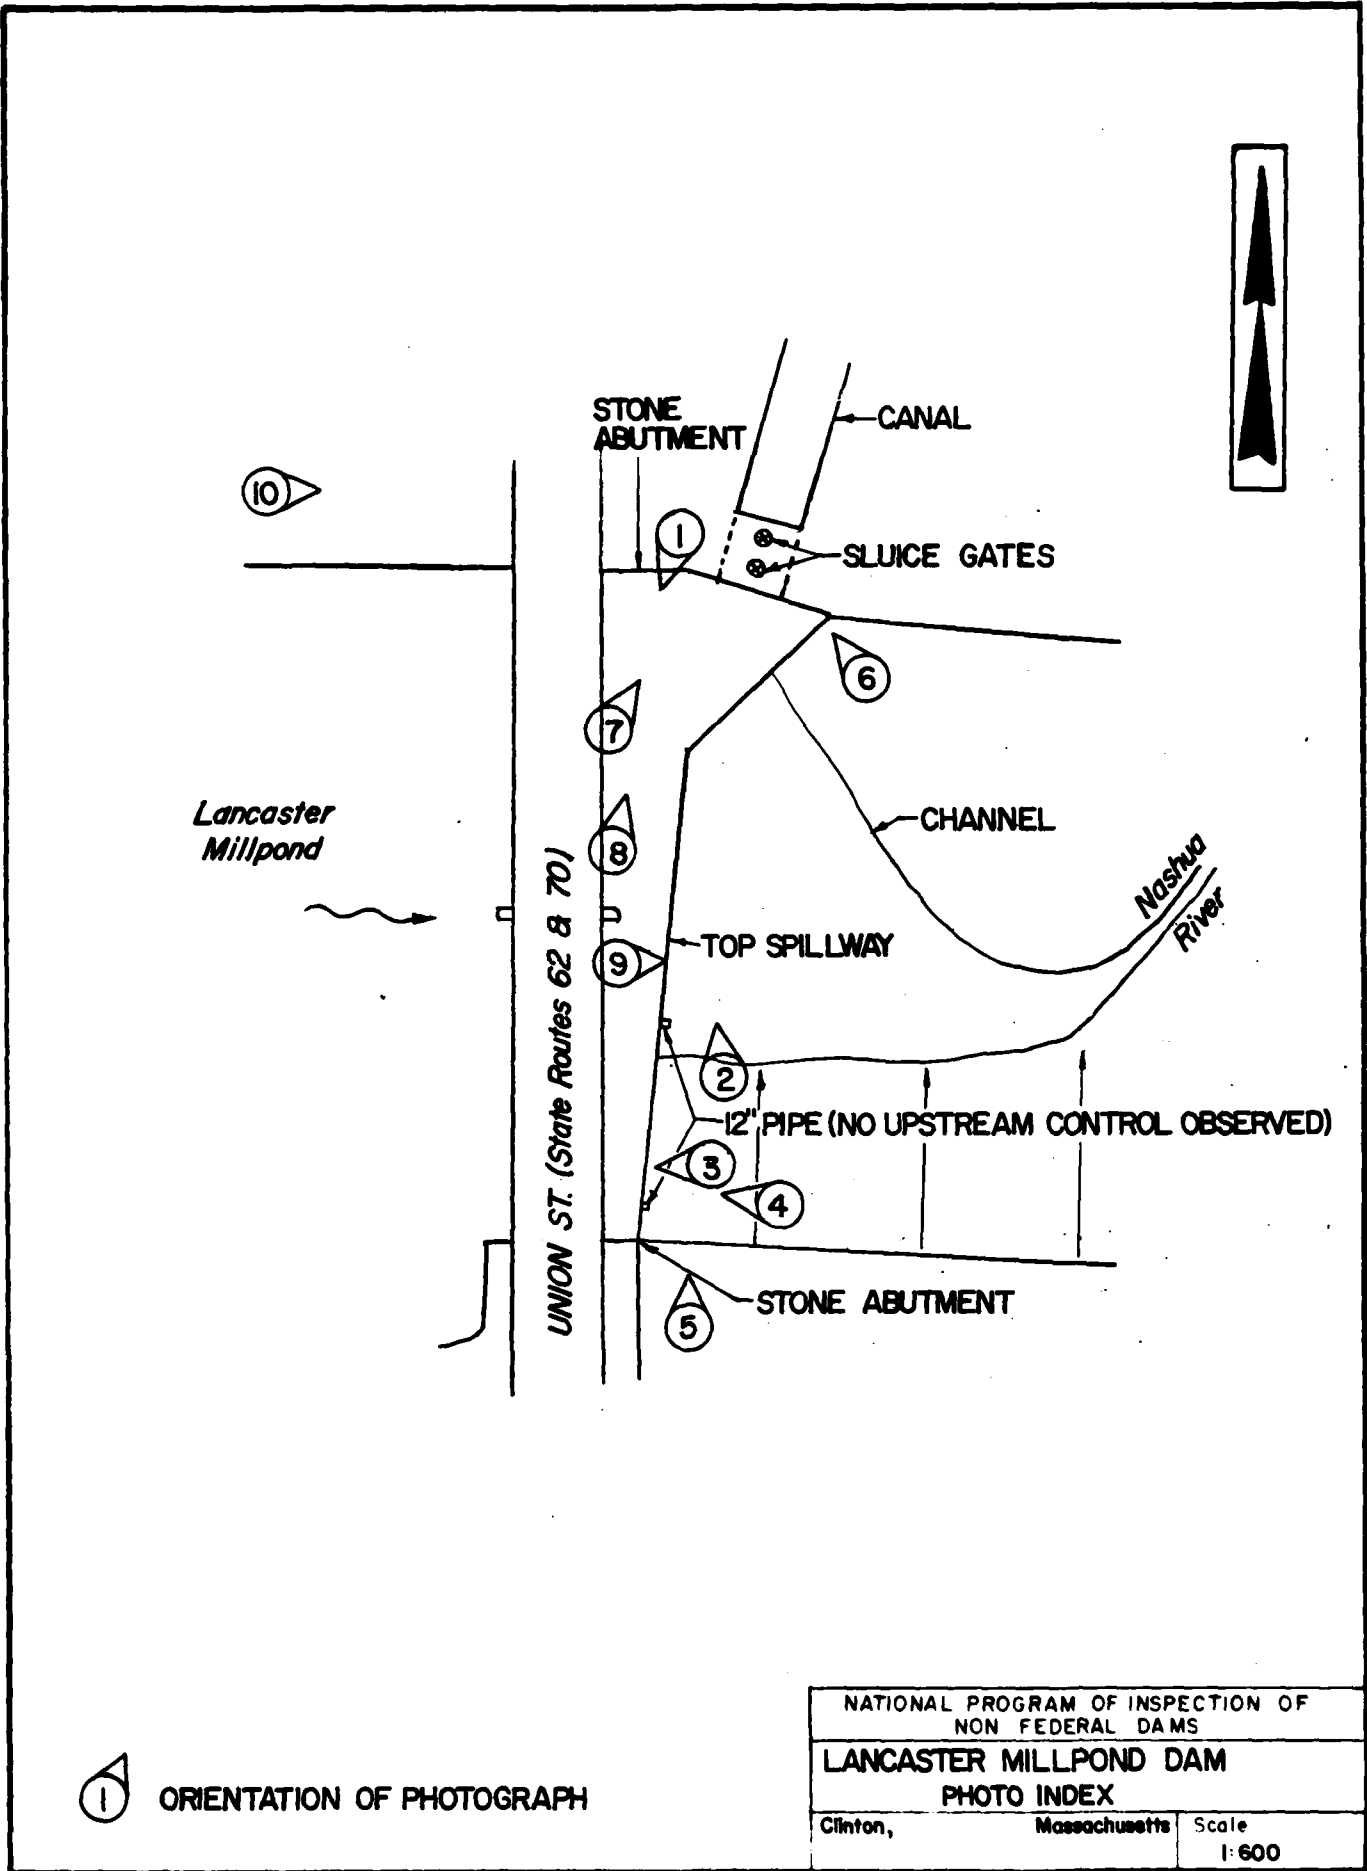 STONE
ABUTMENT
CANAL
10
1
SLUICE GATES
6
7
Lancaster
Millpond
8
CHANNEL
Nashua
River
UNION ST. (State Routes 62 & 70)
TOP SPILLWAY
9
2
12" PIPE (NO UPSTREAM CONTROL OBSERVED)
3
4
STONE ABUTMENT
5
1 ORIENTATION OF PHOTOGRAPH
NATIONAL PROGRAM OF INSPECTION OF
NON FEDERAL DAMS
LANCASTER MILLPOND DAM
PHOTO INDEX
Clinton, Massachusetts
Scale
1:600